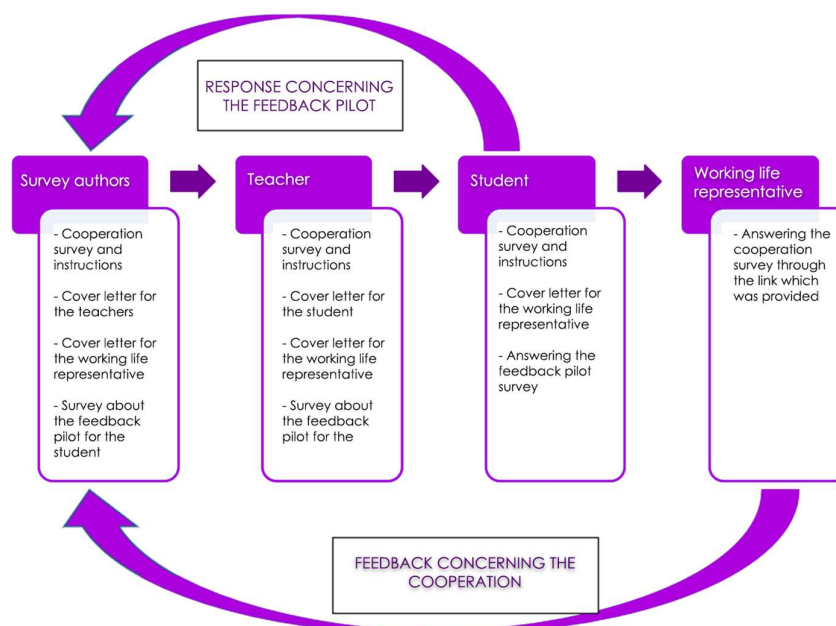 RESPONSE CONCERNING
THE FEEDBACK PILOT
Survey authors
- Cooperation
survey and
instructions
- Cover letter for
the teachers
- Cover letter for
the working life
representative
- Survey about
the feedback
pilot for the
student
Teacher
- Cooperation
survey and
instructions
- Cover letter for
the student
- Cover letter for
the working life
representative
- Survey about
the feedback
pilot for the
Student
- Cooperation
survey and
instructions
- Cover letter for
the working life
representative
- Answering the
feedback pilot
survey
Working life
representative
- Answering the
cooperation
survey through
the link which
was provided
FEEDBACK CONCERNING THE
COOPERATION